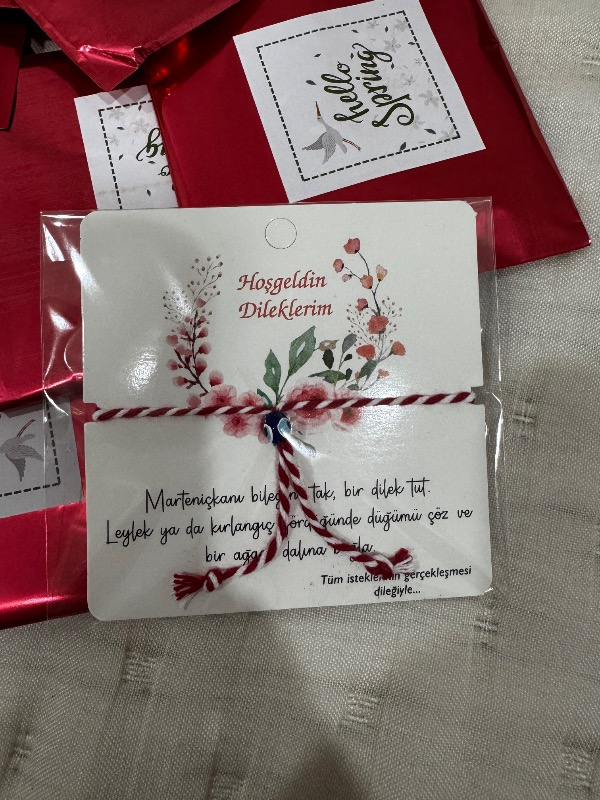 hello
Spring
Hoşgeldin
Dileklerim
Marteniçkanı tak, bir dilek tut.
Leylek ya da kırlangıç düğümü çöz ve
bir dalına
Tüm gerçekleşmesi
dileğiyle...